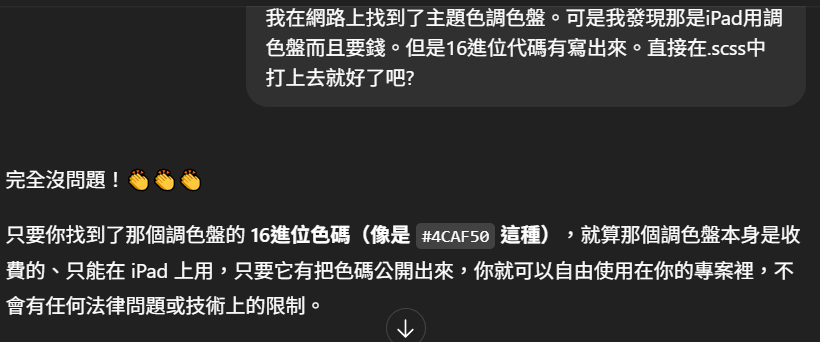 我在網路上找到了主題色調色盤。可是我發現那是iPad用調
色盤而且要錢。但是16進位代碼有寫出來。直接在.scss中
打上去就好了吧?
完全沒問題！👏👏👏
只要你找到了那個調色盤的 16進位色碼（像是 #4CAF50 這種），就算那個調色盤本身是收
費的、只能在 iPad 上用，只要它有把色碼公開出來，你就可以自由使用在你的專案裡，不
會有任何法律問題或技術上的限制。